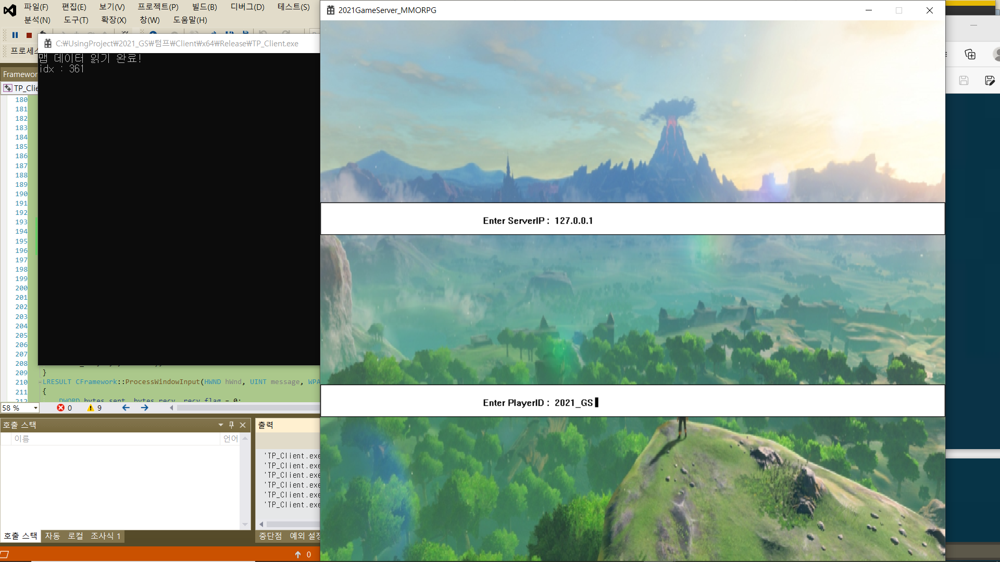 파일(F) 편집(E) 보기(V) 프로젝트(P) 빌드(B) 디버그(D) 테스트(S)
분석(N) 도구(T) 확장(X) 창(W) 도움말(H)
2021GameServer_MMORPG
C:₩UsingProject₩2021_GS₩텀프₩Client₩x64₩Release₩TP_Client.exe
프로세스
맵 데이터 읽기 완료!
idx : 361
TP_Clie
180
181
182
183
184
185
186
187
188
189
190
191
192
193
194
195
196
197
198
199
200
201
202
203
204
205
206
207
208
209 }
210 LRESULT CFramework::ProcessWindowInput(HWND hWnd, UINT message, WPA
211 {
212 DWORD bytes_sent, bytes_recv, recv_flag = 0;
Enter ServerIP : 127.0.0.1
Enter PlayerID : 2021_GS
58 % 0 9
호출 스택
이름 언어
출력
'TP_Client.exe
'TP_Client.exe
'TP_Client.exe
'TP_Client.exe
'TP_Client.exe
'TP_Client.exe
호출 스택 자동 로컬 조사식 1
중단점 예외 설정
0